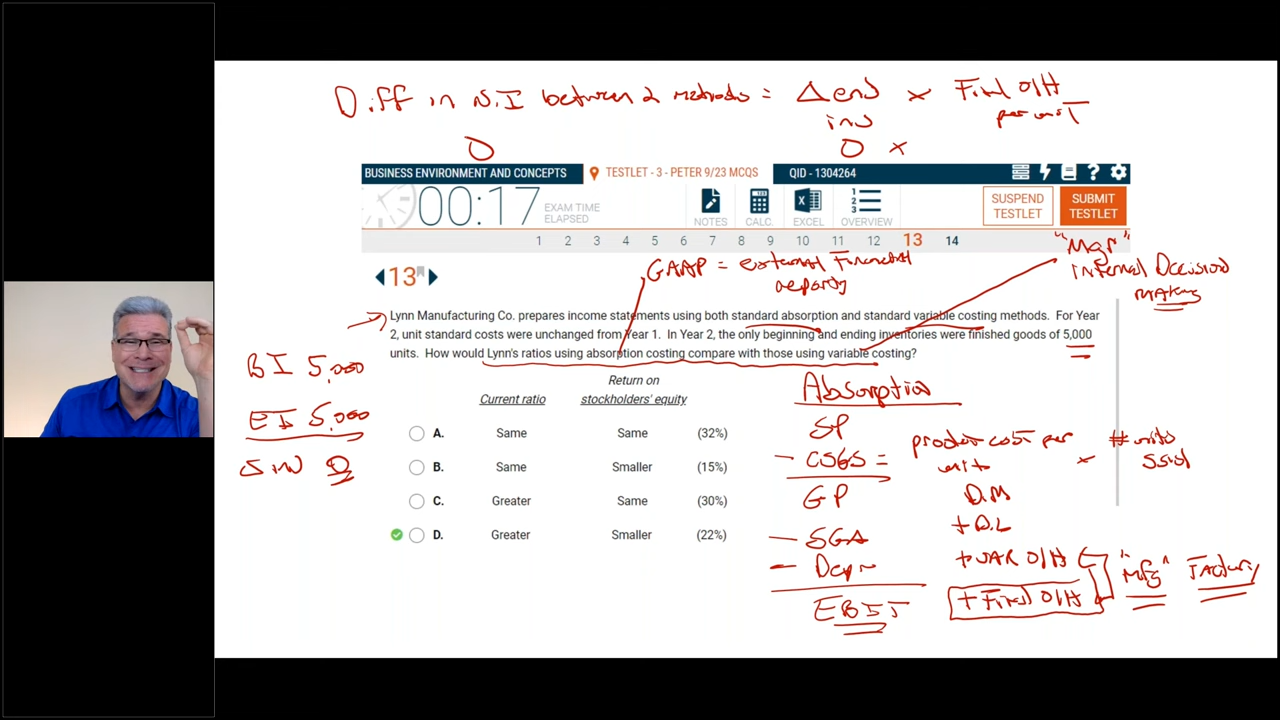 Diff in N.I between 2 methods = Δ end inv × Fixed O/H per unit
0 0 ×
BUSINESS ENVIRONMENT AND CONCEPTS TESTLET - 3 - PETER 9/23 MCQS QID - 1304264
00:17 EXAM TIME ELAPSED NOTES CALC. EXCEL 1 2 3 OVERVIEW SUSPEND TESTLET SUBMIT TESTLET
1 2 3 4 5 6 7 8 9 10 11 12 13 14
13
GAAP = external Financial reporting
"Mgr" internal Decision making
Lynn Manufacturing Co. prepares income statements using both standard absorption and standard variable costing methods. For Year
2, unit standard costs were unchanged from Year 1. In Year 2, the only beginning and ending inventories were finished goods of 5,000
units. How would Lynn's ratios using absorption costing compare with those using variable costing?
BI 5,000
EI 5,000
0
Current ratio Return on stockholders' equity
A. Same Same (32%)
B. Same Smaller (15%)
C. Greater Same (30%)
D. Greater Smaller (22%)
Absorption
SP
- CGS = product cost per unit × # units sold
GP
- SGA
- Depn
EBIT
D.M
+ D.L
+ VAR O/H
+ Fixed O/H
"Mfg" Factory